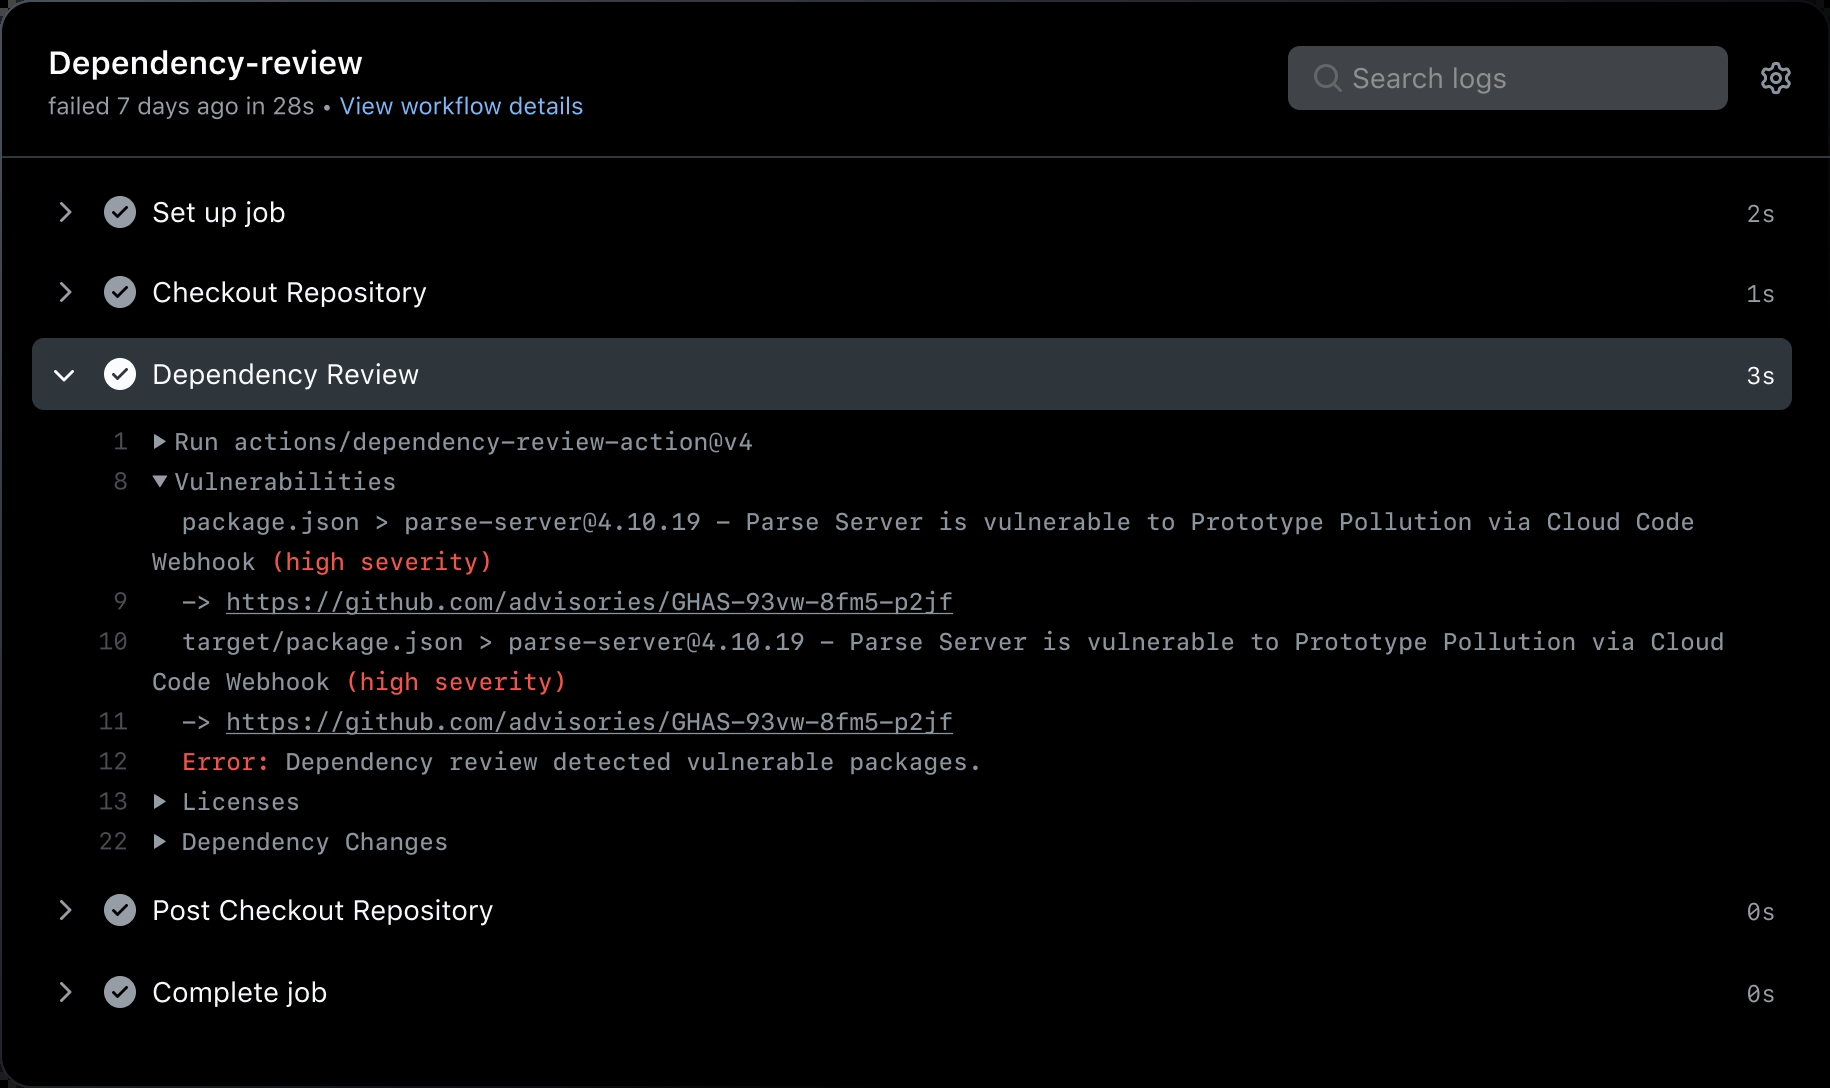 Dependency-review
failed 7 days ago in 28s • View workflow details
Search logs
Set up job 2s
Checkout Repository 1s
Dependency Review 3s
1 Run actions/dependency-review-action@v4
8 Vulnerabilities
package.json > parse-server@4.10.19 – Parse Server is vulnerable to Prototype Pollution via Cloud Code
Webhook (high severity)
9 —> https://github.com/advisories/GHAS-93vw-8fm5-p2jf
10 target/package.json > parse-server@4.10.19 – Parse Server is vulnerable to Prototype Pollution via Cloud
Code Webhook (high severity)
11 —> https://github.com/advisories/GHAS-93vw-8fm5-p2jf
12 Error: Dependency review detected vulnerable packages.
13 Licenses
22 Dependency Changes
Post Checkout Repository 0s
Complete job 0s